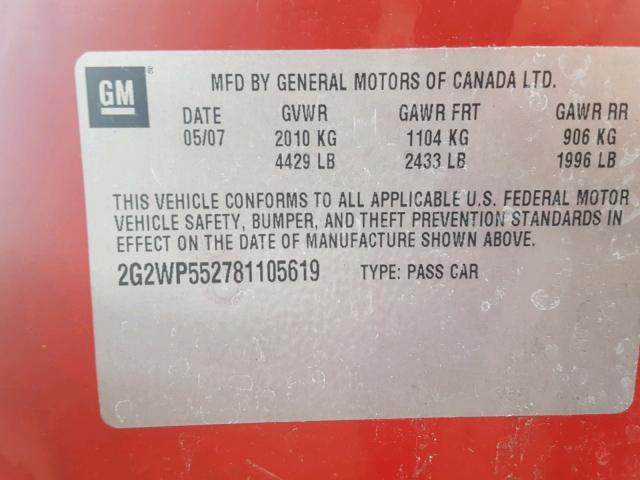 GM ®
MFD BY GENERAL MOTORS OF CANADA LTD.
DATE GVWR GAWR FRT GAWR RR
05/07 2010 KG 1104 KG 906 KG
4429 LB 2433 LB 1996 LB
THIS VEHICLE CONFORMS TO ALL APPLICABLE U.S. FEDERAL MOTOR
VEHICLE SAFETY, BUMPER, AND THEFT PREVENTION STANDARDS IN
EFFECT ON THE DATE OF MANUFACTURE SHOWN ABOVE.
2G2WP552781105619 TYPE: PASS CAR